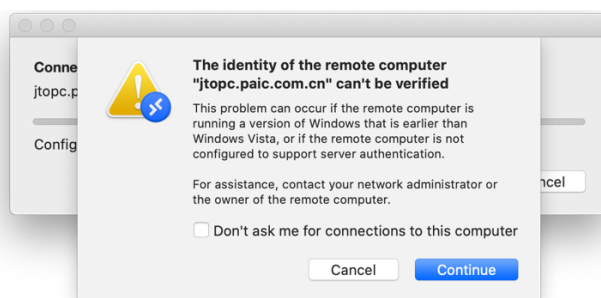 The identity of the remote computer
"jtopc.paic.com.cn" can't be verified
This problem can occur if the remote computer is
running a version of Windows that is earlier than
Windows Vista, or if the remote computer is not
configured to support server authentication.
For assistance, contact your network administrator or
the owner of the remote computer.
Don't ask me for connections to this computer
Cancel
Continue
Conne
jtopc.p
Config
ncel